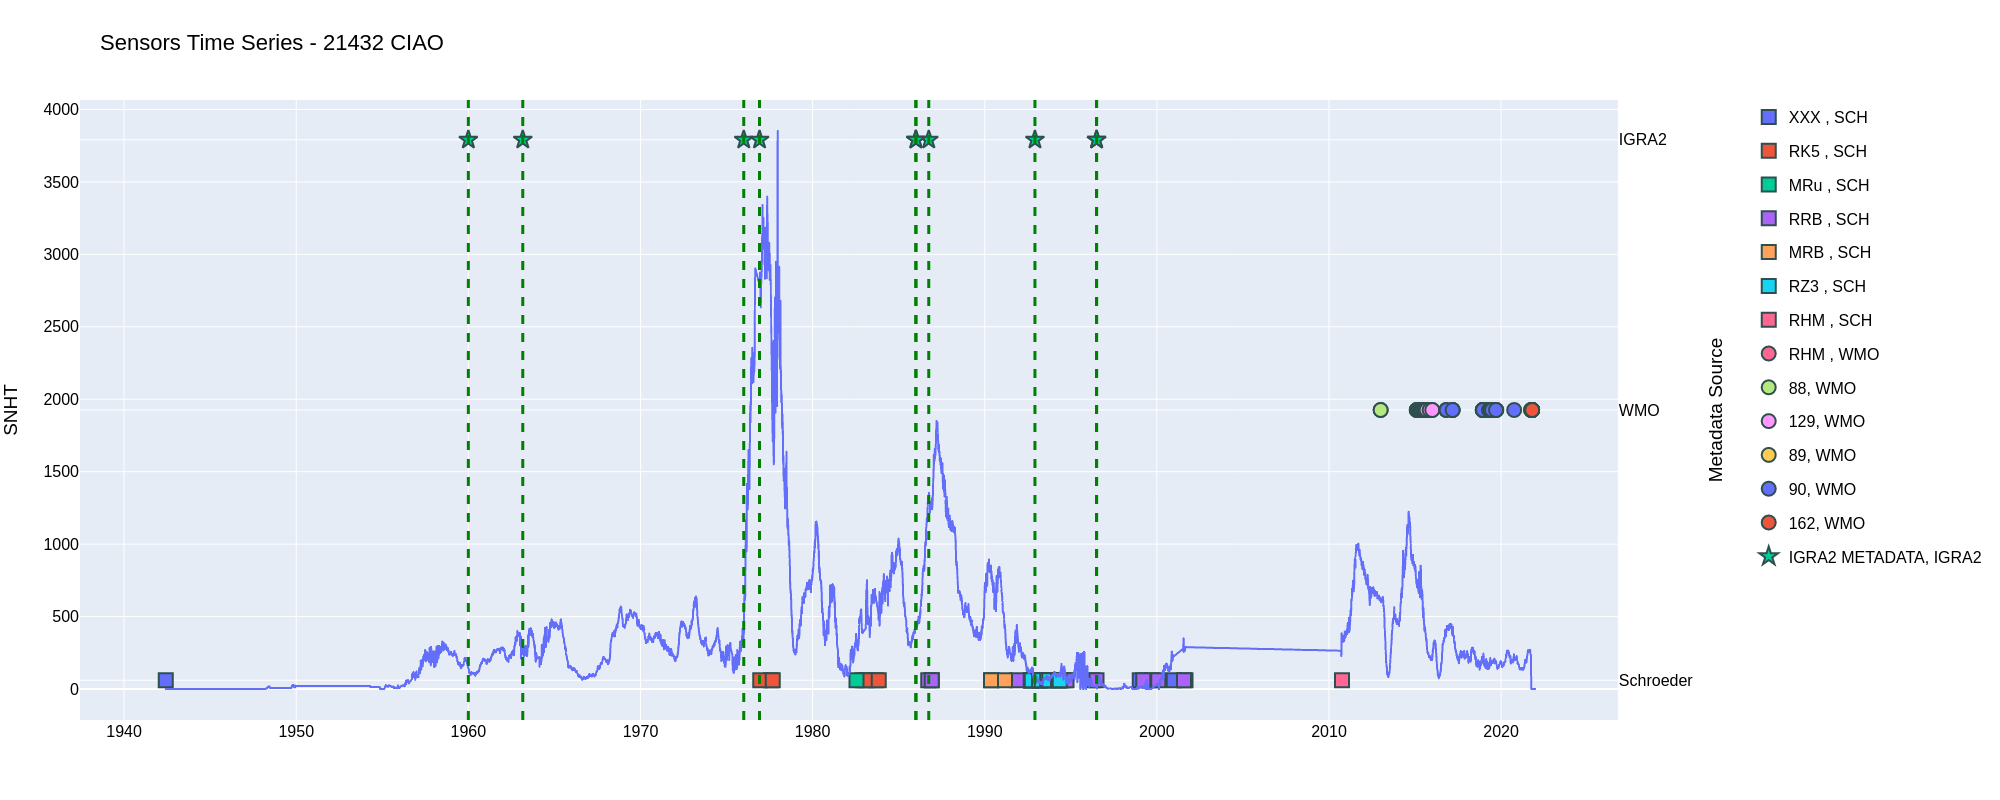 Sensors Time Series - 21432 CIAO
SNHT
4000
3500
3000
2500
2000
1500
1000
500
0
1940 1950 1960 1970 1980 1990 2000 2010 2020
IGRA2
WMO
Schroeder
Metadata Source
XXX , SCH
RK5 , SCH
MRu , SCH
RRB , SCH
MRB , SCH
RZ3 , SCH
RHM , SCH
RHM , WMO
88, WMO
129, WMO
89, WMO
90, WMO
162, WMO
IGRA2 METADATA, IGRA2